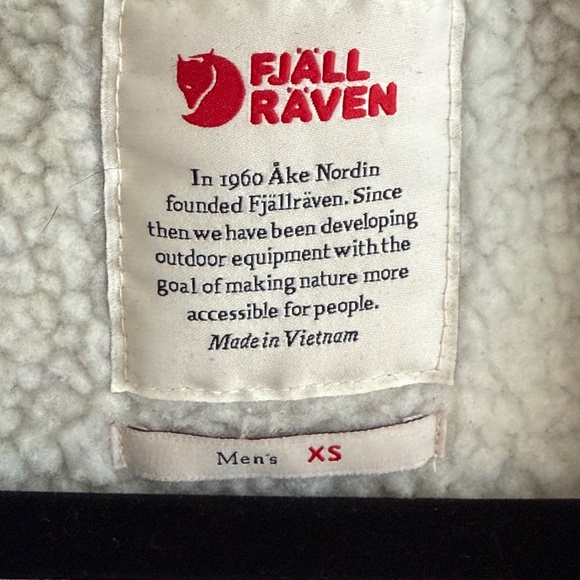 FJÄLL
RÄVEN
In 1960 Åke Nordin
founded Fjällräven. Since
then we have been developing
outdoor equipment with the
goal of making nature more
accessible for people.
Made in Vietnam
Men's XS